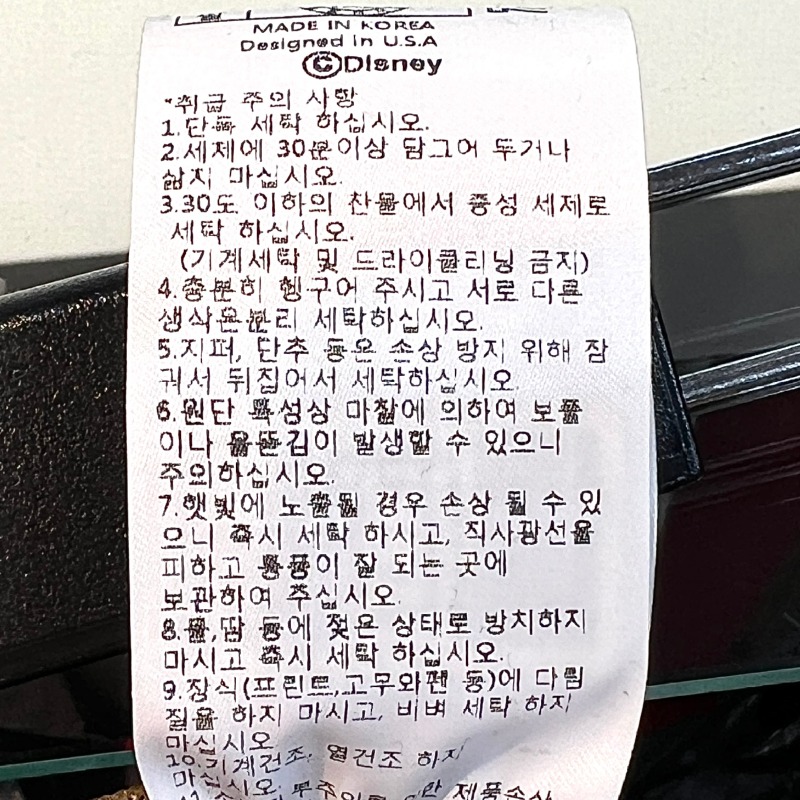 MADE IN KOREA
Designed in U.S.A
©Disney
*취급 주의 사항
1.단독 세탁 하십시오.
2.세제에 30분이상 담그어 두거나
삶지 마십시오.
3.30도 이하의 찬물에서 중성 세제로
세탁 하십시오.
(기계세탁 및 드라이클리닝 금지)
4.충분히 헹구어 주시고 서로 다른
생삭은분리 세탁하십시오.
5.지퍼, 단추 등은 손상 방지 위해 잠
궈서 뒤집어서 세탁하십시오.
6.원단 특성상 마찰에 의하여 보풀
이나 올뜯김이 발생할 수 있으니
주의하십시오.
7.햇빛에 노출될 경우 손상 될 수 있
으니 즉시 세탁 하시고, 직사광선을
피하고 통풍이 잘 되는 곳에
보관하여 주십시오.
8.물,땀 등에 젖은 상태로 방치하지
마시고 즉시 세탁 하십시오.
9.장식(프린트,고무와펜 등)에 다림
질을 하지 마시고, 비벼 세탁 하지
마십시오
10.기계건조, 열건조 하지
마십시오
제품손상